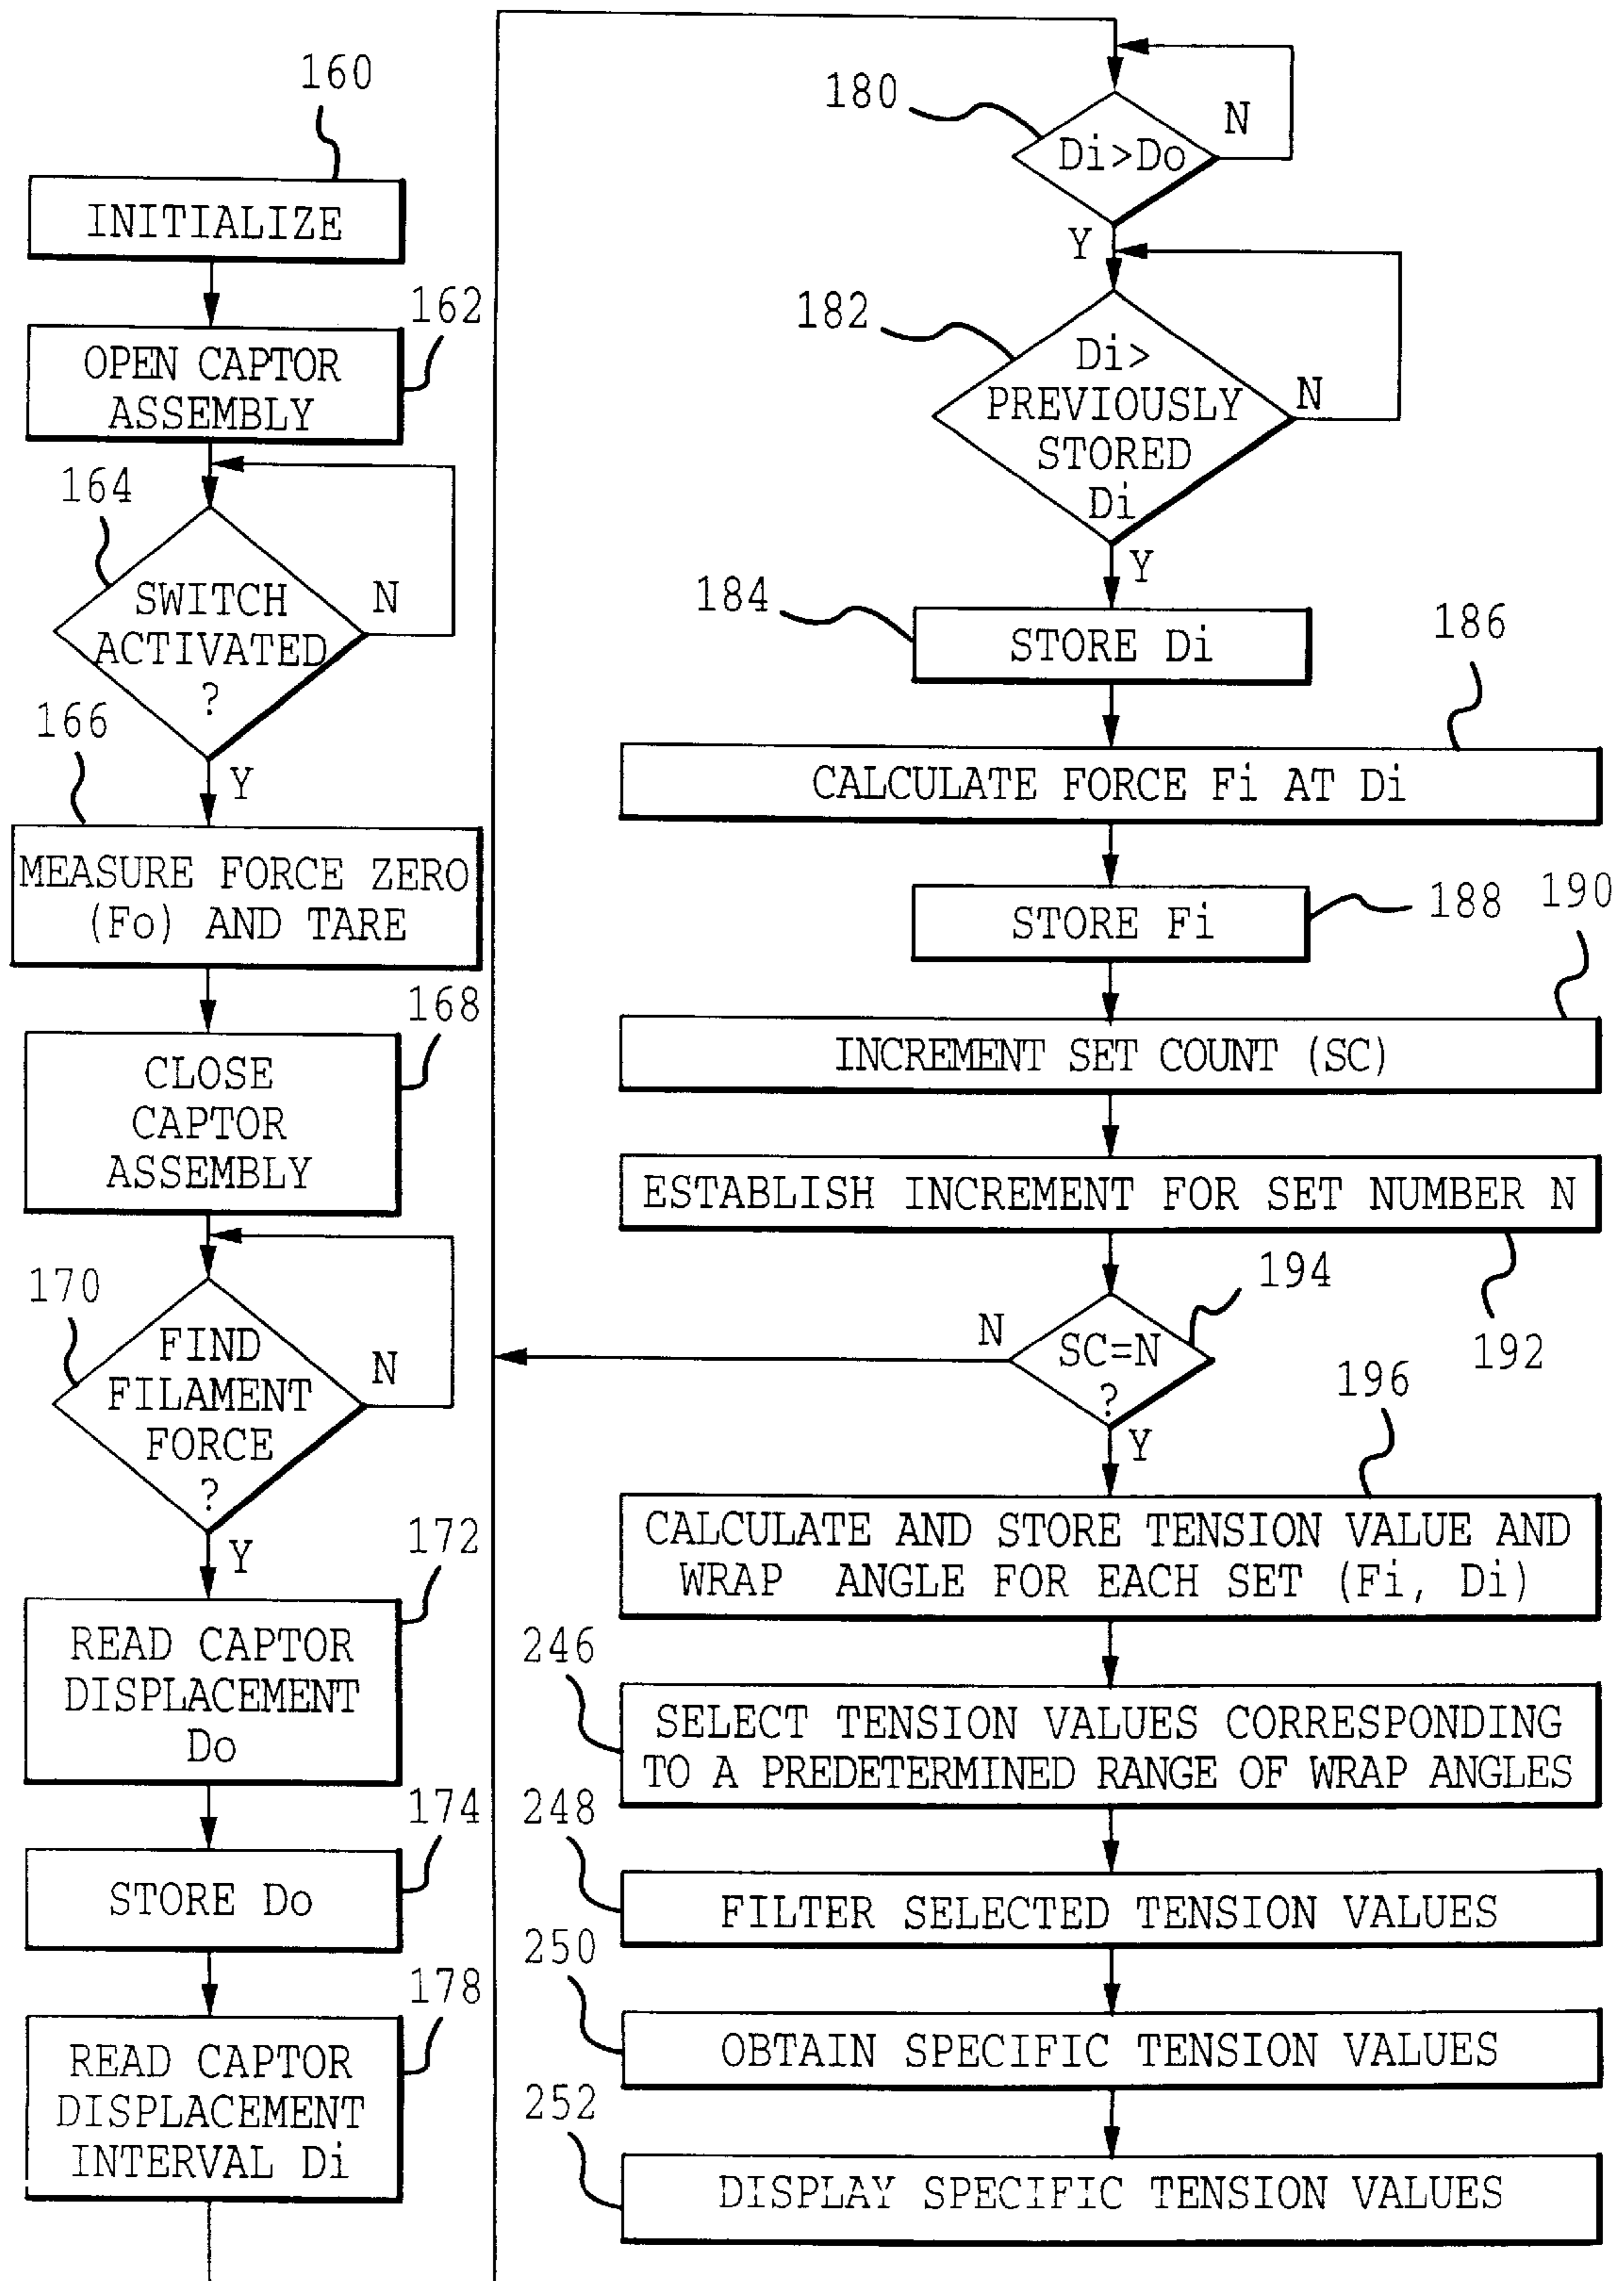 160
INITIALIZE
162
OPEN CAPTOR
ASSEMBLY
164
SWITCH
ACTIVATED
?
N
Y
166
MEASURE FORCE ZERO
(Fo) AND TARE
168
CLOSE
CAPTOR
ASSEMBLY
170
FIND
FILAMENT
FORCE
?
N
Y
172
READ CAPTOR
DISPLACEMENT
Do
174
STORE Do
178
READ CAPTOR
DISPLACEMENT
INTERVAL Di
180
Di>Do
N
Y
182
Di>
PREVIOUSLY
STORED
Di
N
Y
184
STORE Di
186
CALCULATE FORCE Fi AT Di
188
STORE Fi
190
INCREMENT SET COUNT (SC)
ESTABLISH INCREMENT FOR SET NUMBER N
192
194
SC=N
?
N
Y
196
CALCULATE AND STORE TENSION VALUE AND
WRAP ANGLE FOR EACH SET (Fi, Di)
246
SELECT TENSION VALUES CORRESPONDING
TO A PREDETERMINED RANGE OF WRAP ANGLES
248
FILTER SELECTED TENSION VALUES
250
OBTAIN SPECIFIC TENSION VALUES
252
DISPLAY SPECIFIC TENSION VALUES